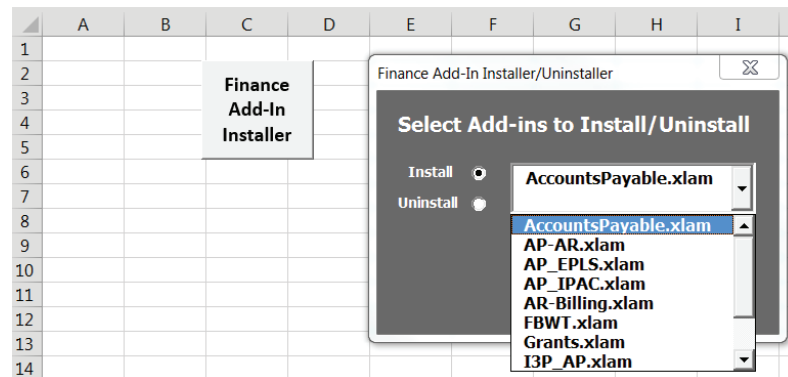 A B C D E F G H I
1
2
3
4
5
6
7
8
9
10
11
12
13
14
Finance
Add-In
Installer
Finance Add-In Installer/Uninstaller
Select Add-ins to Install/Uninstall
Install
Uninstall
AccountsPayable.xlam
AccountsPayable.xlam
AP-AR.xlam
AP_EPLS.xlam
AP_IPAC.xlam
AR-Billing.xlam
FBWT.xlam
Grants.xlam
I3P_AP.xlam